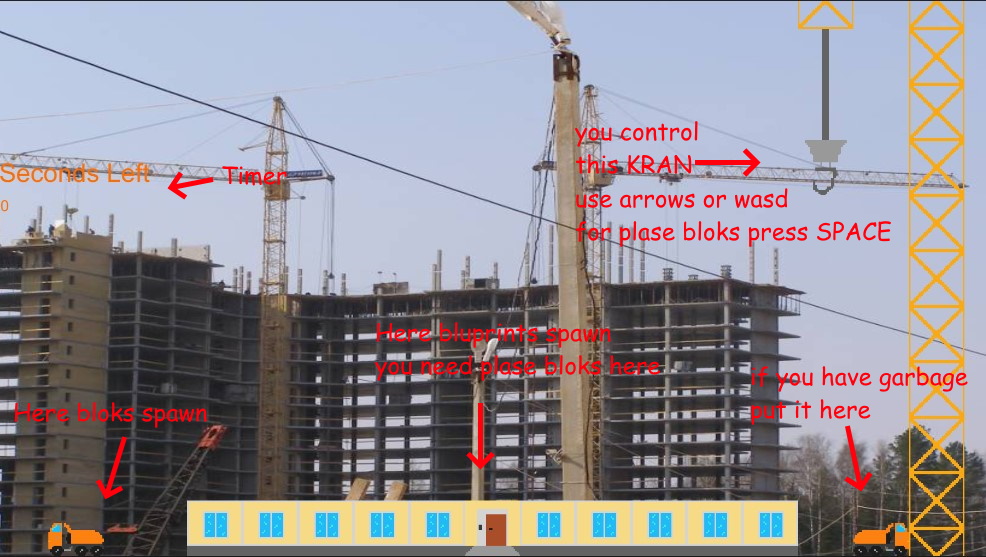 you control
this KRAN
use arrows or wasd
for plase bloks press SPACE
Seconds Left
0
Timer
Here bluprints spawn
you need plase bloks here
if you have garbage
put it here
Here bloks spawn